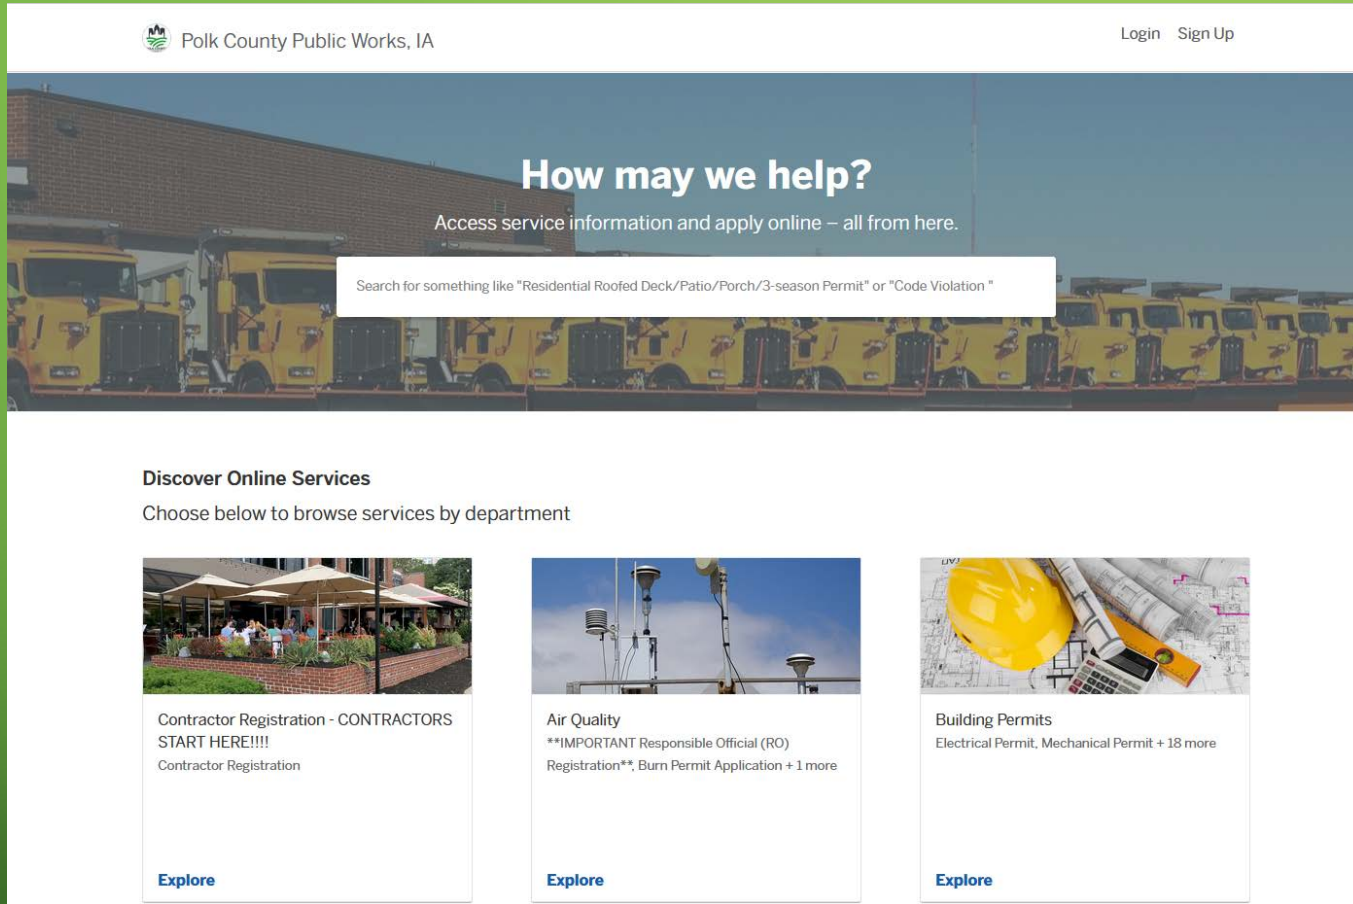 Polk County Public Works, IA
Login Sign Up
How may we help?
Access service information and apply online – all from here.
Search for something like "Residential Roofed Deck/Patio/Porch/3-season Permit" or "Code Violation "
Discover Online Services
Choose below to browse services by department
Contractor Registration - CONTRACTORS
START HERE!!!!
Contractor Registration
Explore
Air Quality
**IMPORTANT Responsible Official (RO)
Registration**, Burn Permit Application + 1 more
Explore
Building Permits
Electrical Permit, Mechanical Permit + 18 more
Explore